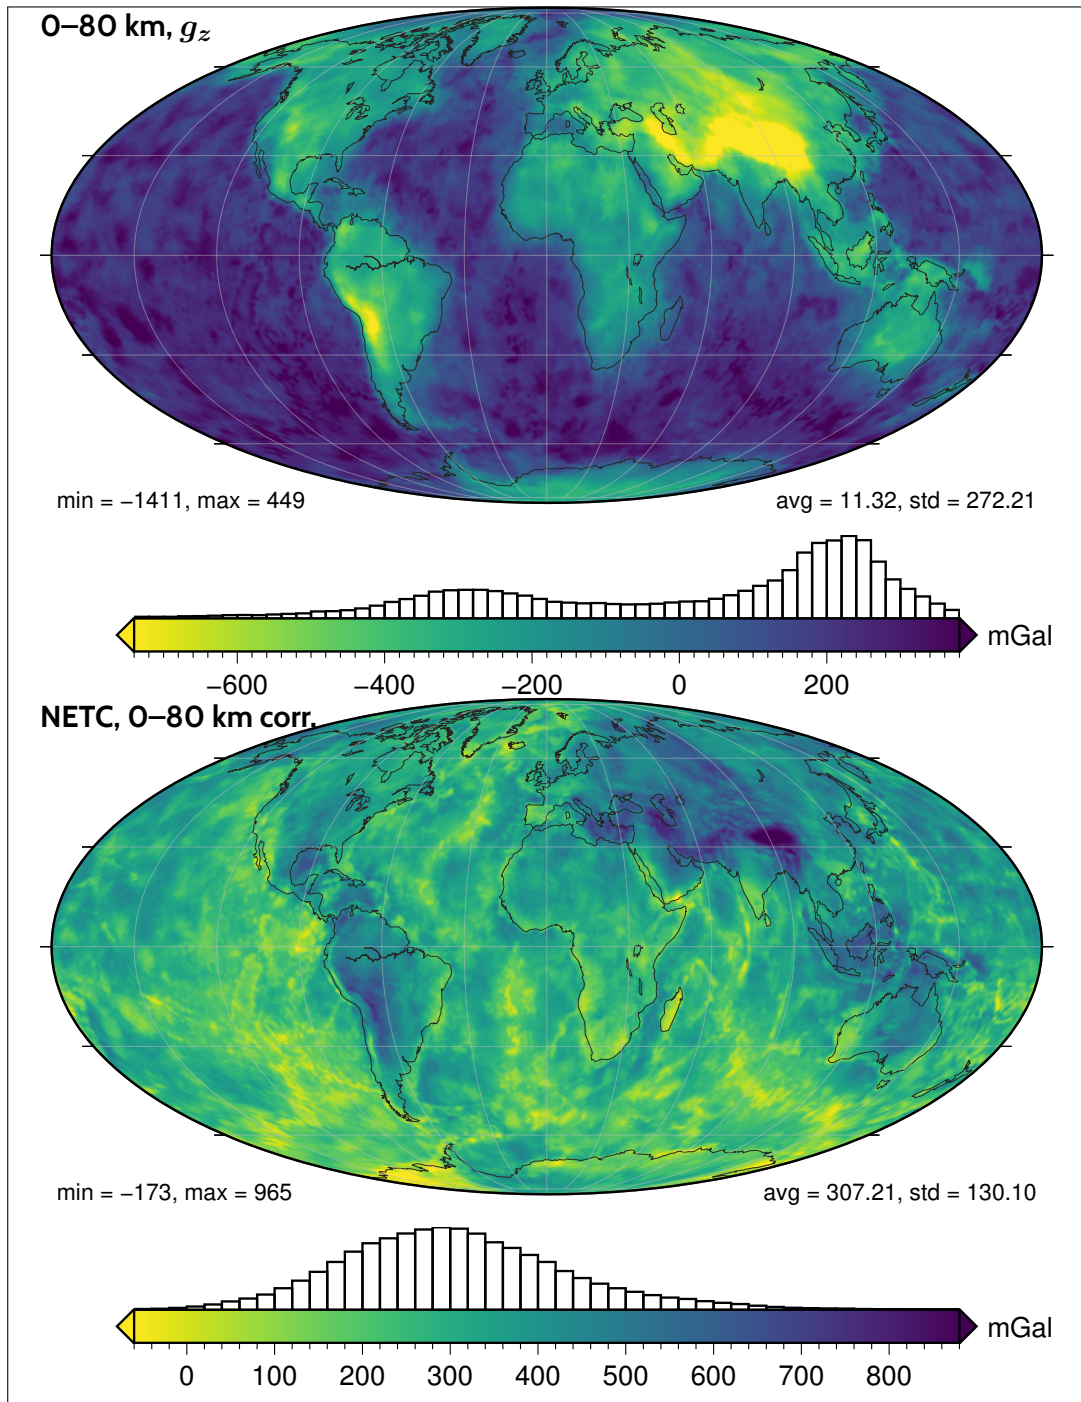 0–80 km, g_z
min = −1411, max = 449
avg = 11.32, std = 272.21
mGal
−600 −400 −200 0 200
NETC, 0–80 km corr.
min = −173, max = 965
avg = 307.21, std = 130.10
mGal
0 100 200 300 400 500 600 700 800